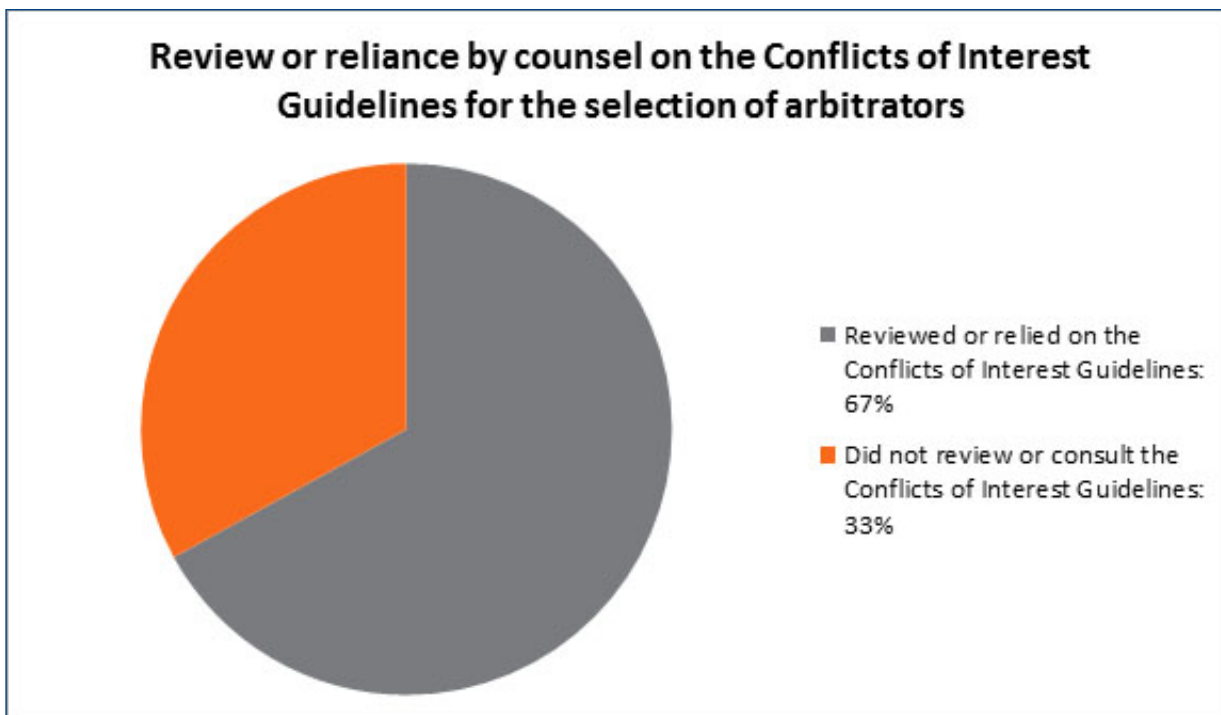 Review or reliance by counsel on the Conflicts of Interest
Guidelines for the selection of arbitrators
Reviewed or relied on the
Conflicts of Interest Guidelines:
67%
Did not review or consult the
Conflicts of Interest Guidelines:
33%